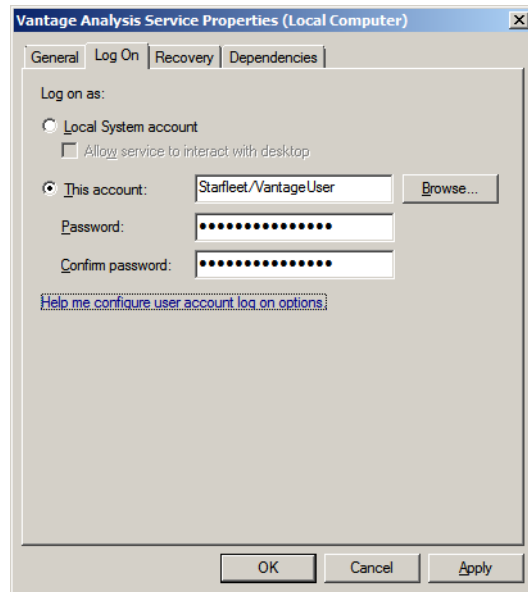 Vantage Analysis Service Properties (Local Computer)
General Log On Recovery Dependencies
Log on as:
Local System account
Allow service to interact with desktop
This account: Starfleet/VantageUser Browse...
Password: •••••••••••••••
Confirm password: •••••••••••••••
Help me configure user account log on options.
OK Cancel Apply